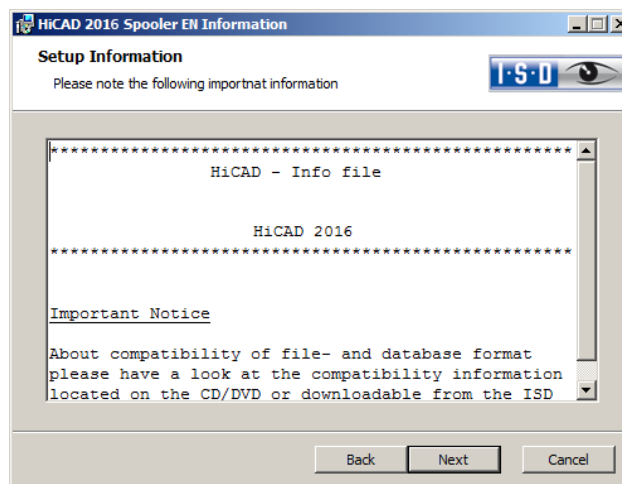 HiCAD 2016 Spooler EN Information
Setup Information
Please note the following importnat information
I·S·D
*****************************************************
HiCAD - Info file
HiCAD 2016
*****************************************************
Important Notice
About compatibility of file- and database format
please have a look at the compatibility information
located on the CD/DVD or downloadable from the ISD
Back Next Cancel